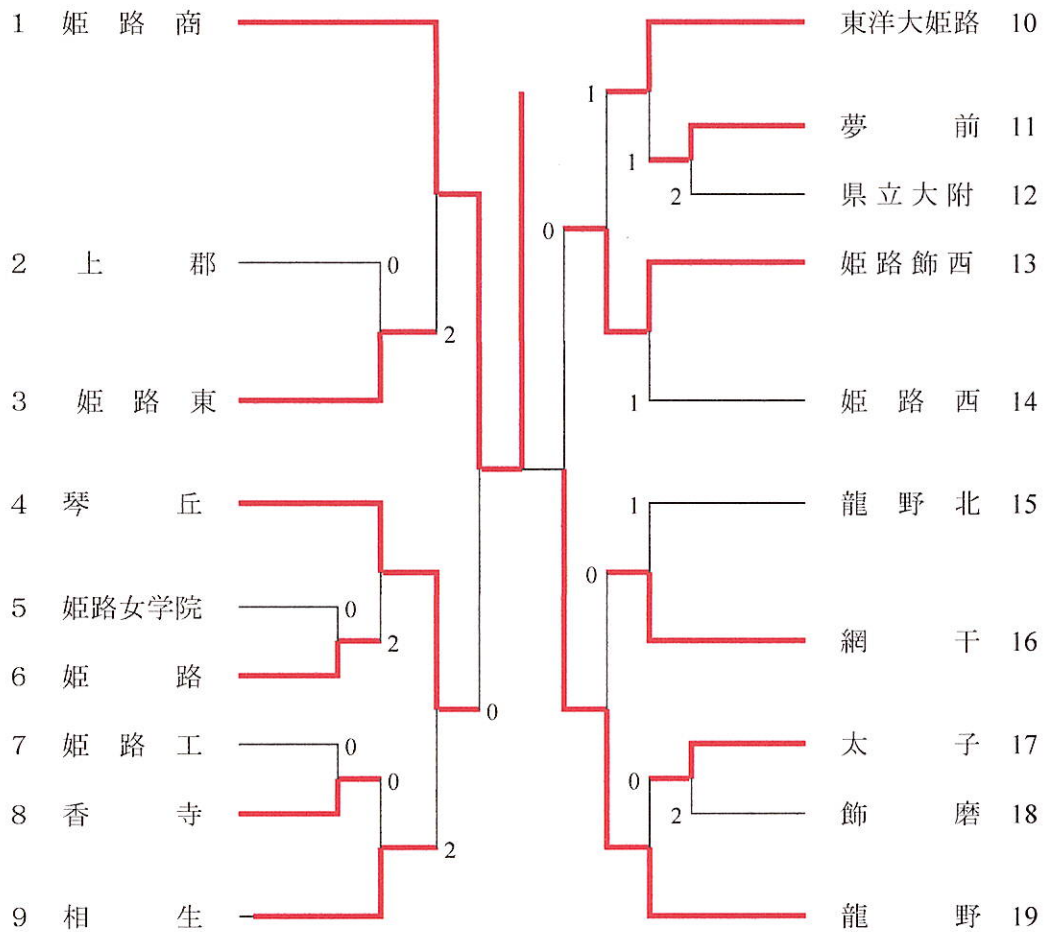 1 姫路商
東洋大姫路 10
1
夢前 11
1
2
県立大附 12
0
2 上郡
0
姫路飾西 13
2
3 姫路東
1
姫路西 14
4 琴丘
1
龍野北 15
0
5 姫路女学院
0
2
網干 16
6 姫路
0
7 姫路工
0
太子 17
0
0
8 香寺
2
飾磨 18
2
9 相生
龍野 19